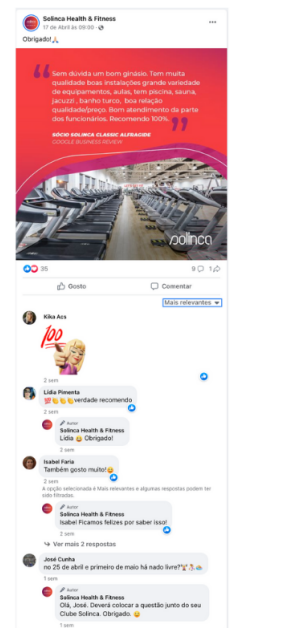 Solinca Health & Fitness
17 de Abril às 09:00
Obrigado!🙏
Sem dúvida um bom ginásio. Tem muita
qualidade boas instalações grande variedade
de equipamentos, aulas, tem piscina, sauna,
jacuzzi , banho turco, boa relação
qualidade/preço. Bom atendimento da parte
dos funcionários. Recomendo 100%.
SÓCIO SOLINCA CLASSIC ALFRAGIDE
GOOGLE BUSINESS REVIEW
solinca
35
9
1
Gosto
Comentar
Mais relevantes
Kika Acs
100
2 sem
Lídia Pimenta
💯👏👏👏verdade recomendo
2 sem
Autor
Solinca Health & Fitness
Lídia 😉 Obrigado!
2 sem
Isabel Faria
Também gosto muito!😀
2 sem
A opção selecionada é Mais relevantes e algumas respostas podem ter
sido filtradas.
Autor
Solinca Health & Fitness
Isabel Ficamos felizes por saber isso!
2 sem
Ver mais 2 respostas
José Cunha
no 25 de abril e primeiro de maio há nado livre?
1 sem
Autor
Solinca Health & Fitness
Olá, José. Deverá colocar a questão junto do seu
Clube Solinca. Obrigado. 😉
1 sem